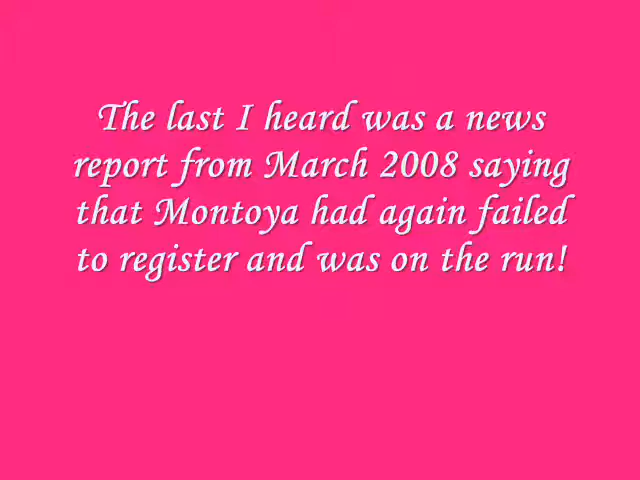 The last I heard was a news
report from March 2008 saying
that Montoya had again failed
to register and was on the run!